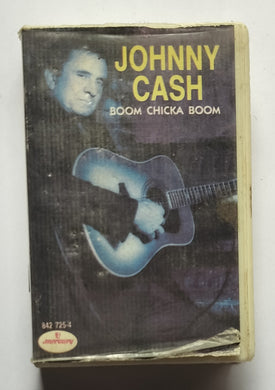 JOHNNY
CASH
BOOM CHICKA BOOM
842 725-4
mercury